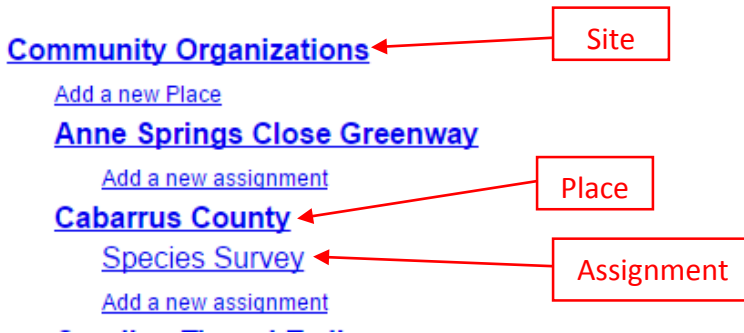 Community Organizations
Site
Add a new Place
Anne Springs Close Greenway
Add a new assignment
Place
Cabarrus County
Species Survey
Assignment
Add a new assignment